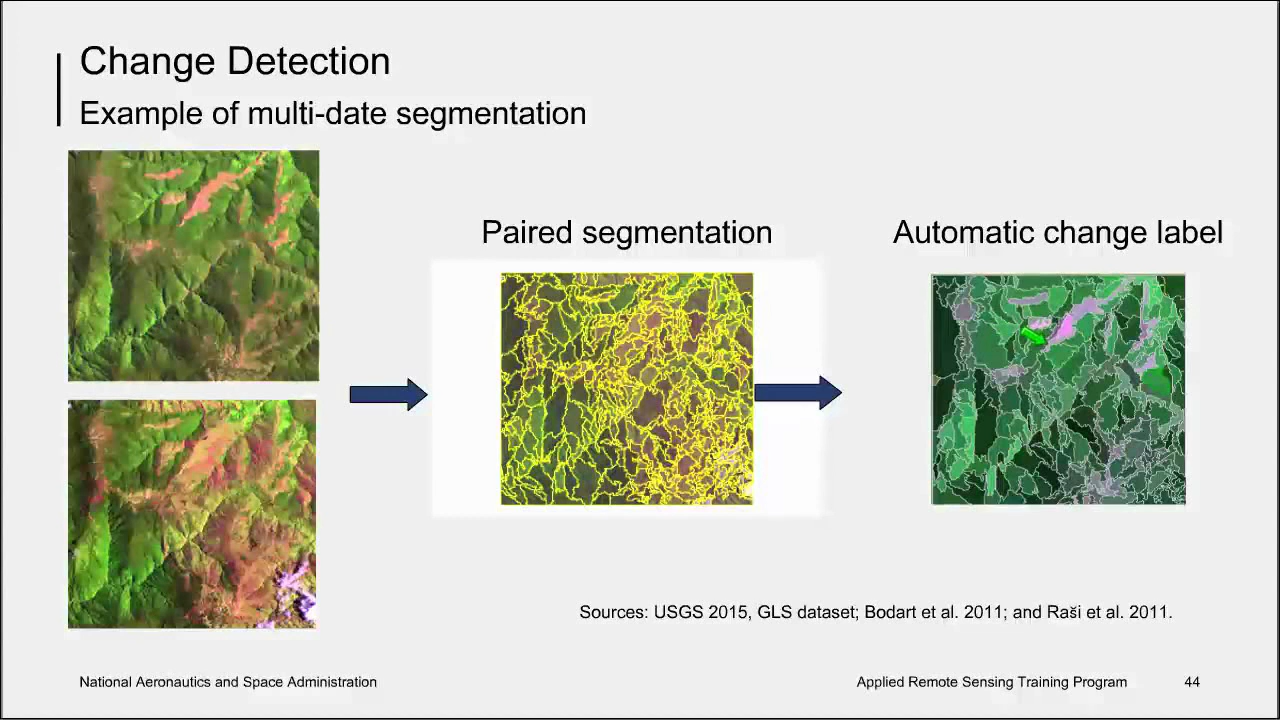 Change Detection
Example of multi-date segmentation
Paired segmentation
Automatic change label
Sources: USGS 2015, GLS dataset; Bodart et al. 2011; and Raši et al. 2011.
National Aeronautics and Space Administration
Applied Remote Sensing Training Program
44